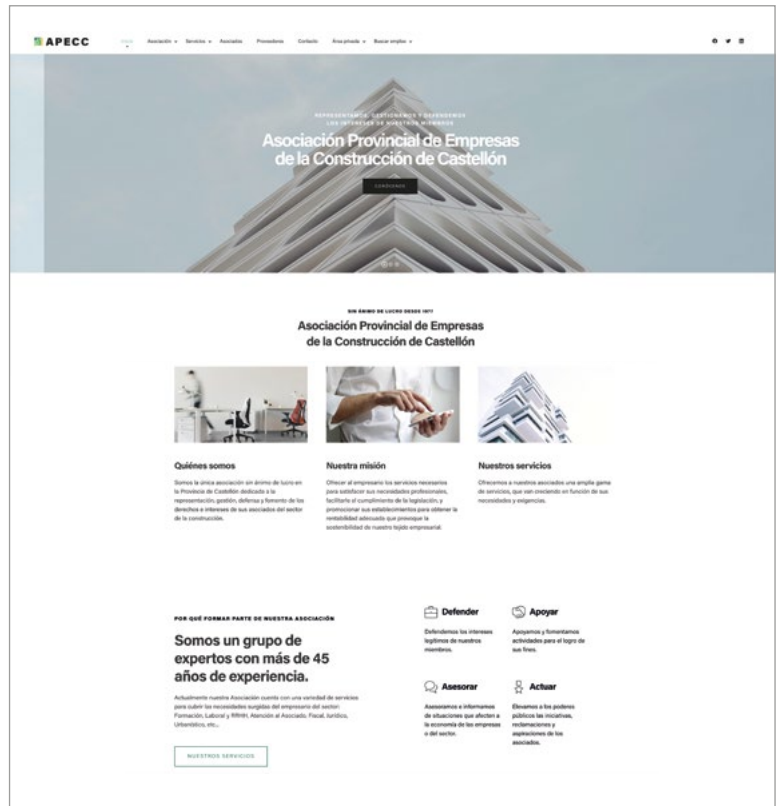 APECC
Inicio
Asociación
Servicios
Asociados
Proveedores
Contacto
Área privada
Buscar empleo
REPRESENTAMOS, GESTIONAMOS Y DEFENDEMOS
LOS INTERESES DE NUESTROS MIEMBROS
Asociación Provincial de Empresas
de la Construcción de Castellón
CONÓCENOS
SIN ÁNIMO DE LUCRO DESDE 1977
Asociación Provincial de Empresas
de la Construcción de Castellón
Quiénes somos
Somos la única asociación sin ánimo de lucro en
la Provincia de Castellón dedicada a la
representación, gestión, defensa y fomento de los
derechos e intereses de sus asociados del sector
de la construcción.
Nuestra misión
Ofrecer al empresario los servicios necesarios
para satisfacer sus necesidades profesionales,
facilitarle el cumplimiento de la legislación, y
promocionar sus establecimientos para obtener la
rentabilidad adecuada que provoque la
sostenibilidad de nuestro tejido empresarial.
Nuestros servicios
Ofrecemos a nuestros asociados una amplia gama
de servicios, que van creciendo en función de sus
necesidades y exigencias.
POR QUÉ FORMAR PARTE DE NUESTRA ASOCIACIÓN
Somos un grupo de
expertos con más de 45
años de experiencia.
Actualmente nuestra Asociación cuenta con una variedad de servicios
para cubrir las necesidades surgidas del empresario del sector:
Formación, Laboral y RRHH, Atención al Asociado, Fiscal, Jurídico,
Urbanístico, etc...
NUESTROS SERVICIOS
Defender
Defendemos los intereses
legítimos de nuestros
miembros.
Apoyar
Apoyamos y fomentamos
actividades para el logro de
sus fines.
Asesorar
Asesoramos e informamos
de situaciones que afecten a
la economía de las empresas
o del sector.
Actuar
Elevamos a los poderes
públicos las iniciativas,
reclamaciones y
aspiraciones de los
asociados.